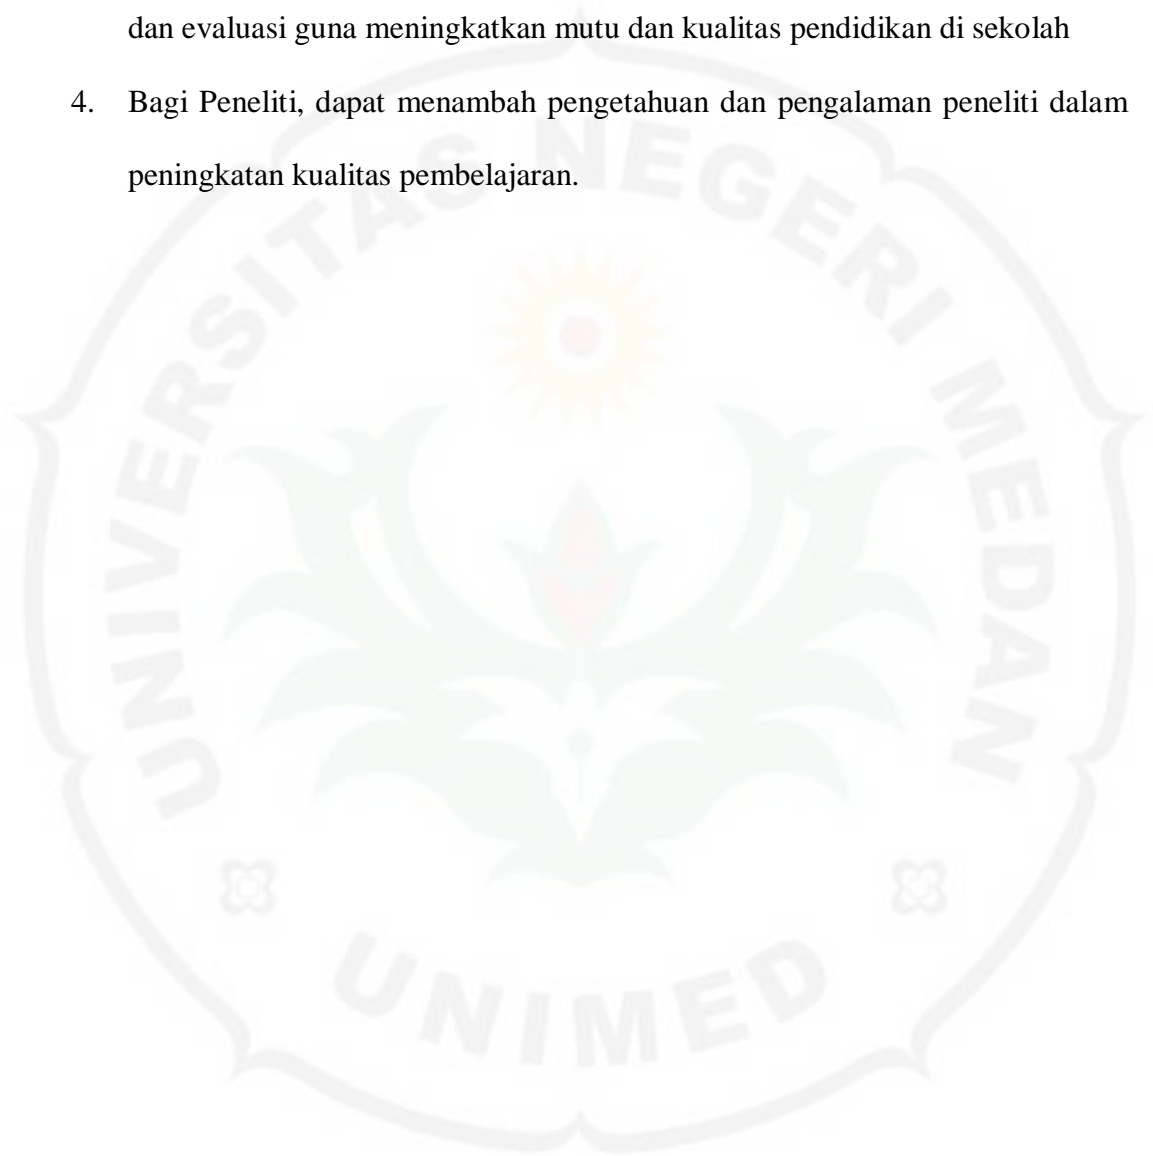 dan evaluasi guna meningkatkan mutu dan kualitas pendidikan di sekolah
4. Bagi Peneliti, dapat menambah pengetahuan dan pengalaman peneliti dalam
peningkatan kualitas pembelajaran.
UNIVERSITAS NEGERI MEDAN
UNIMED